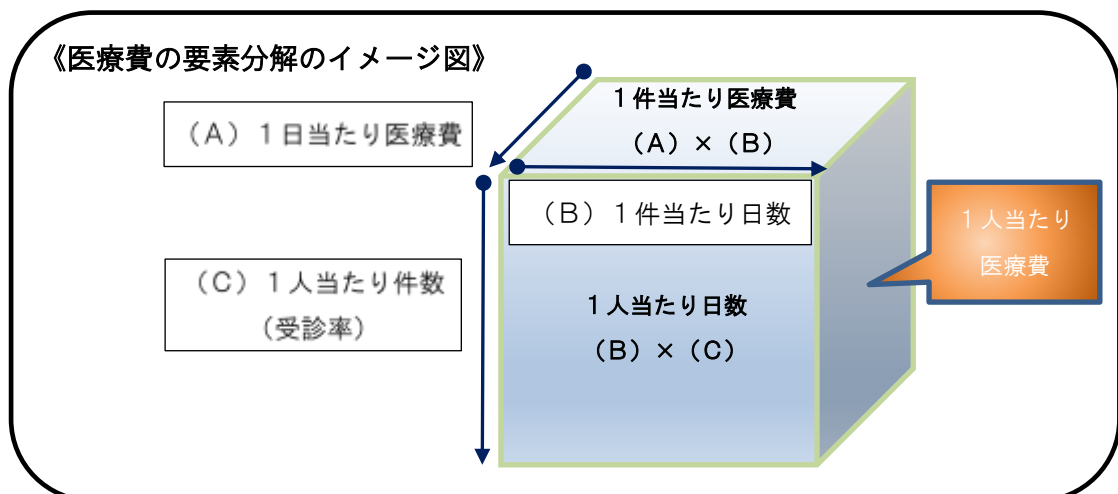 《医療費の要素分解のイメージ図》
１件当たり医療費
（Ａ）×（Ｂ）
（Ａ）１日当たり医療費
（Ｂ）１件当たり日数
１人当たり
医療費
（Ｃ）１人当たり件数
（受診率）
１人当たり日数
（Ｂ）×（Ｃ）